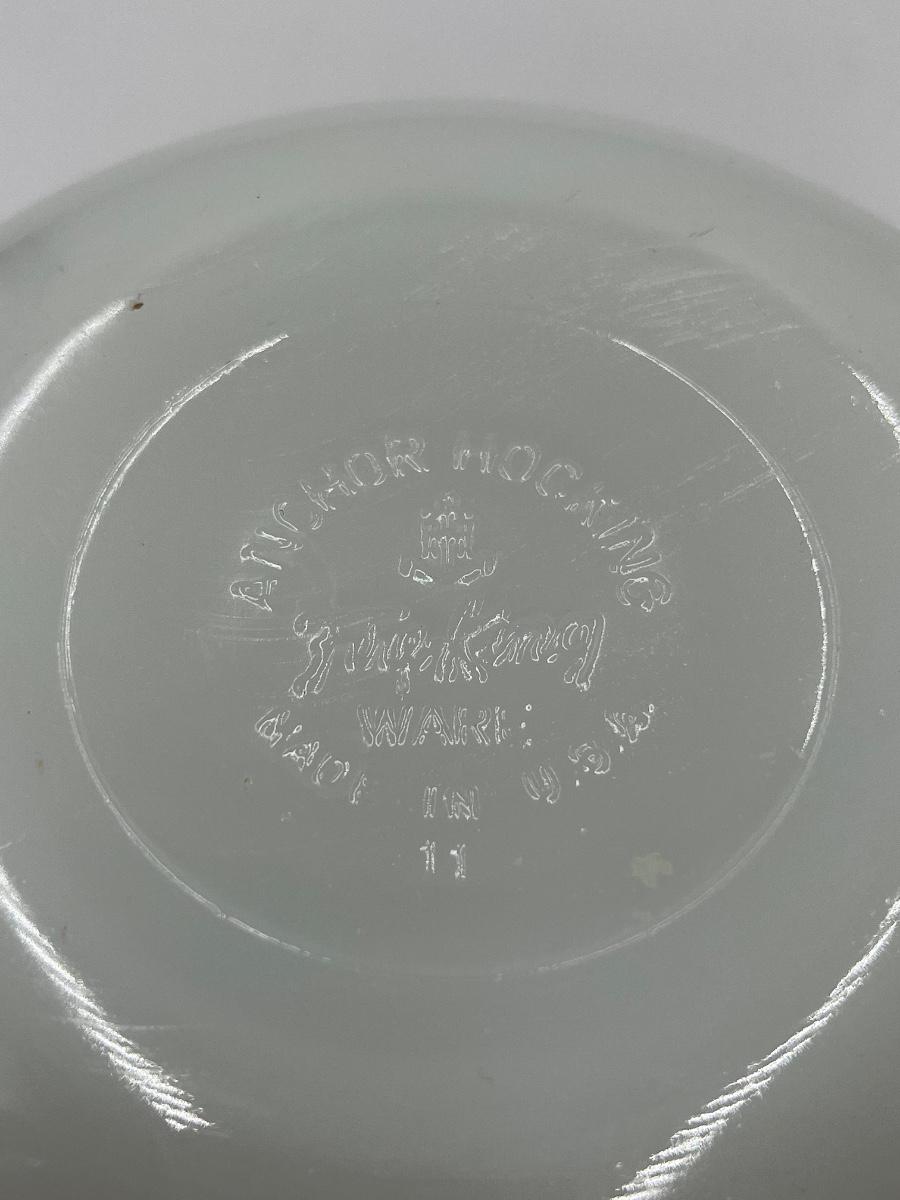 ANCHOR HOCKING
Fire-King
WARE
MADE IN U.S.A.
11